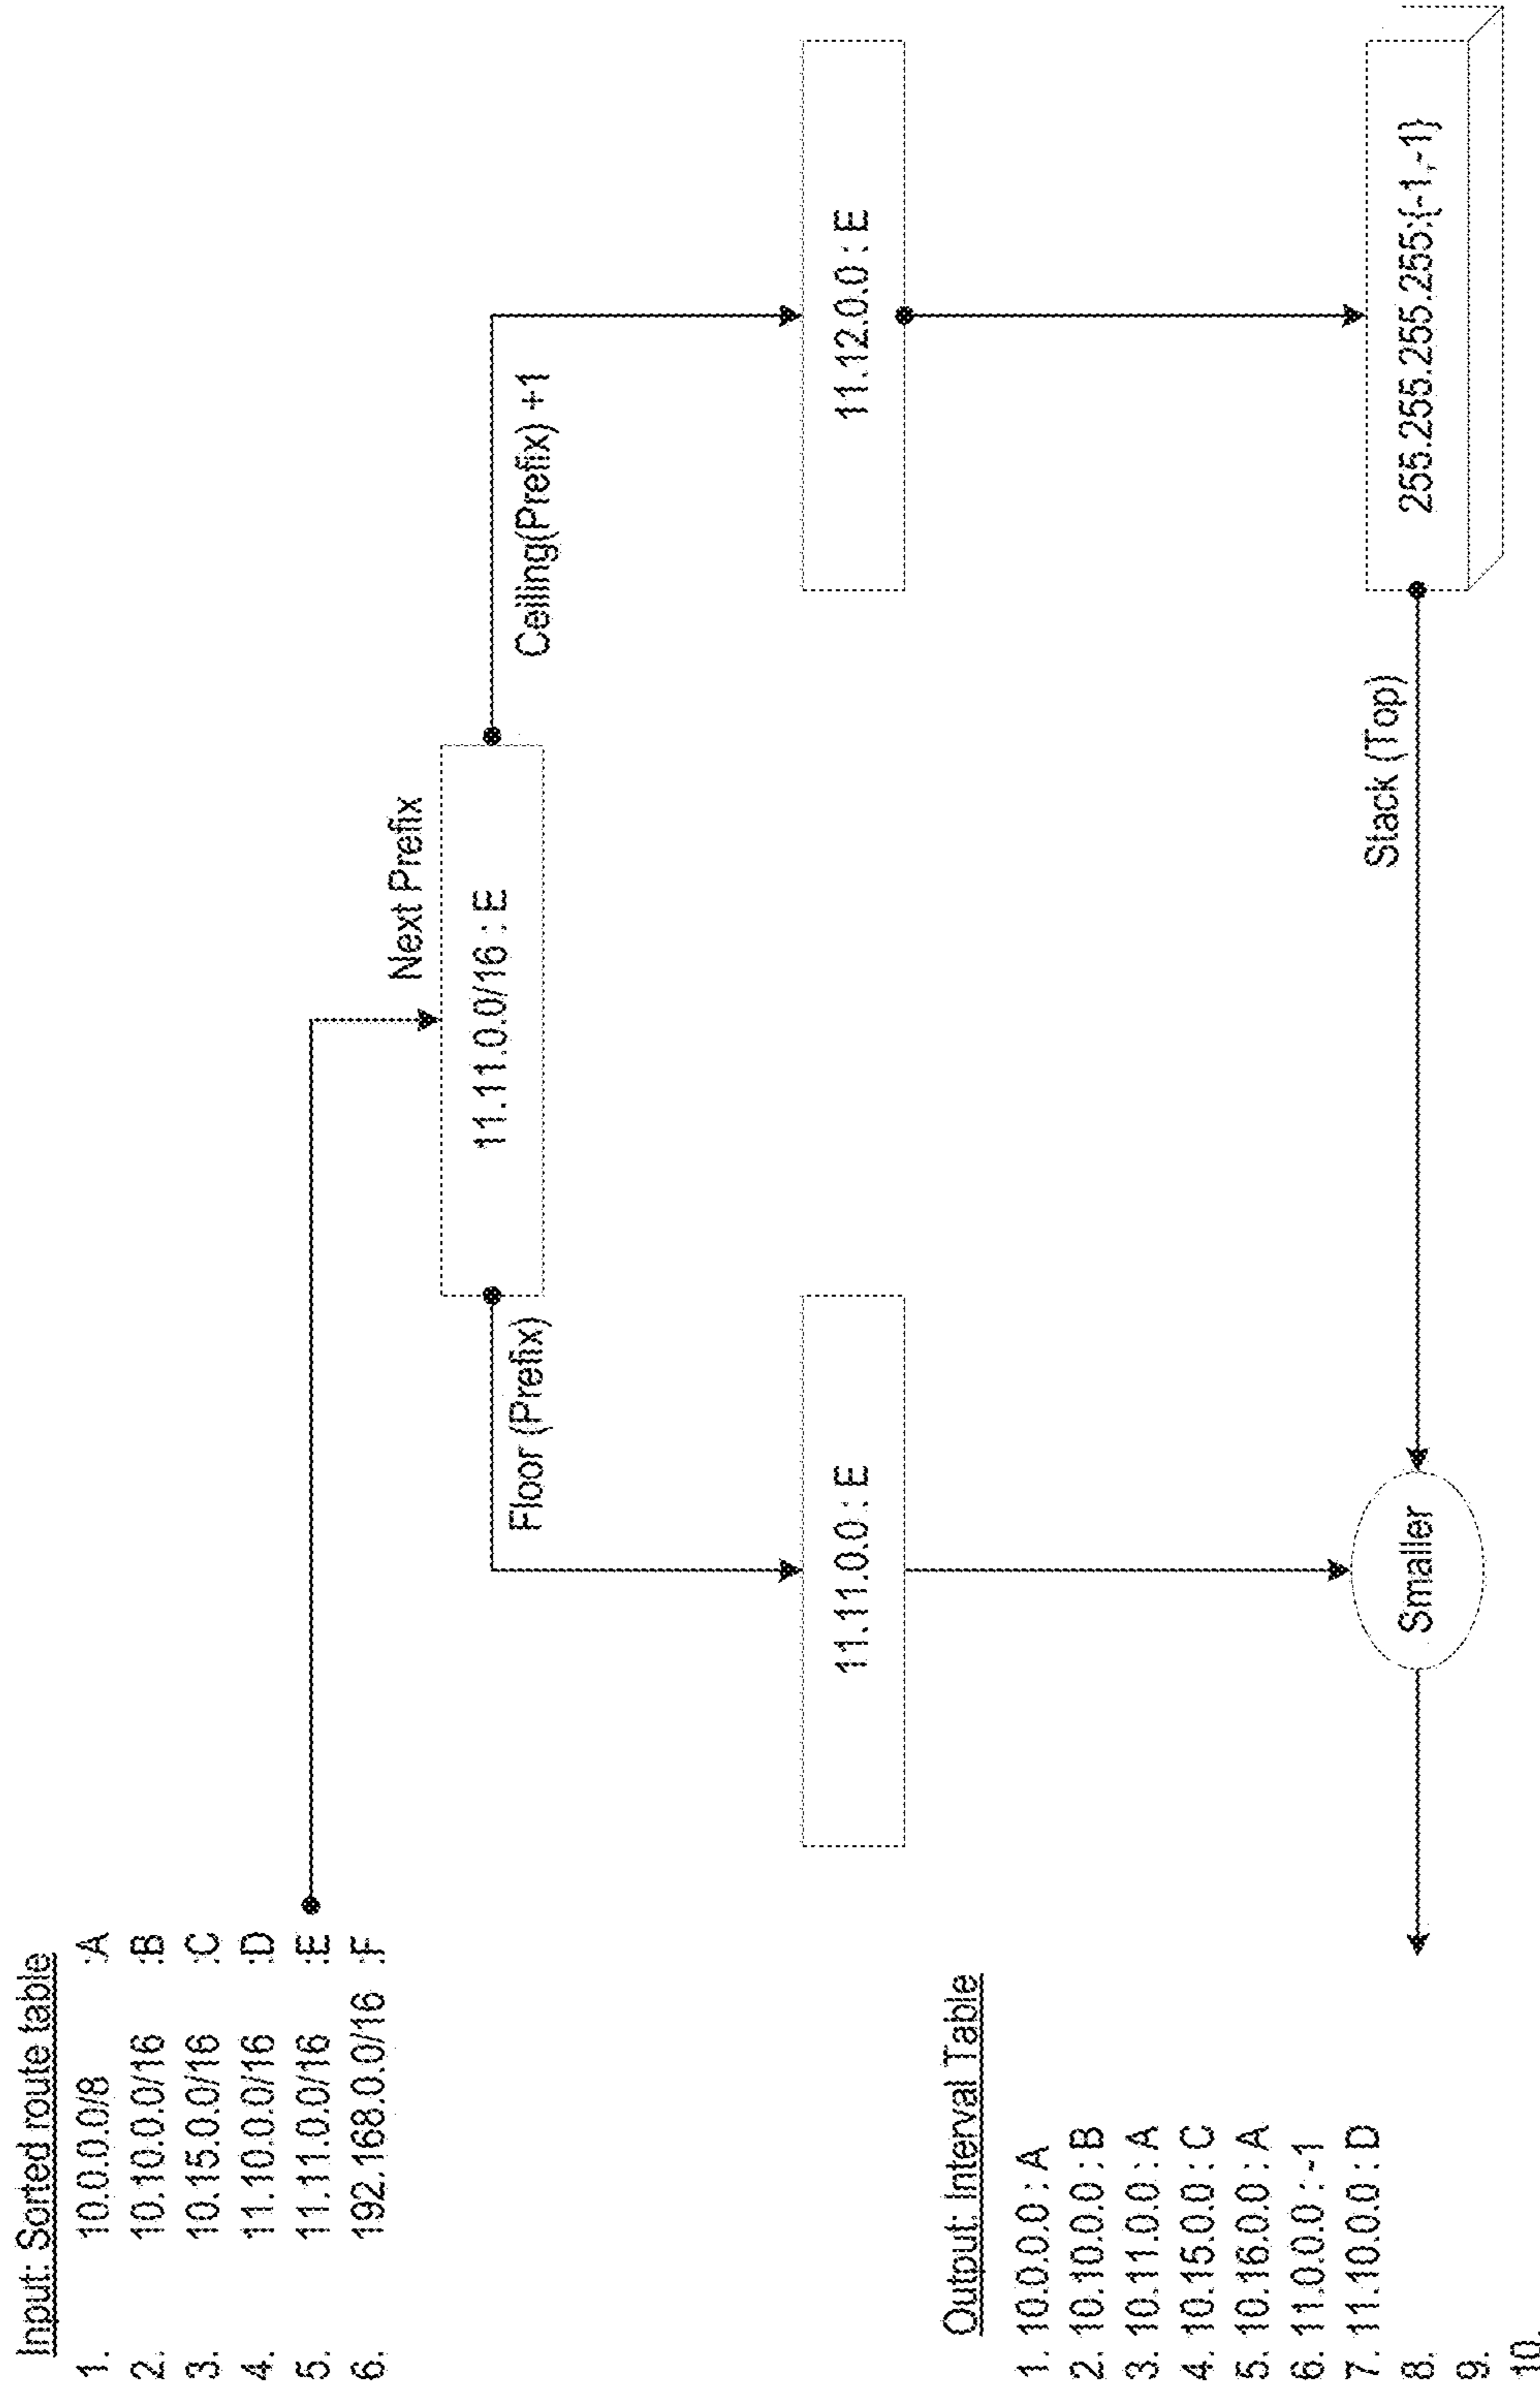 Input: Sorted route table
1. 10.0.0.0/8 :A
2. 10.10.0.0/16 :B
3. 10.15.0.0/16 :C
4. 11.10.0.0/16 :D
5. 11.11.0.0/16 :E
6. 192.168.0.0/16 :F
Next Prefix
11.11.0.0/16 : E
Floor (Prefix)
Ceiling(Prefix) +1
11.11.0.0 : E
11.12.0.0 : E
Output: Interval Table
1. 10.0.0.0 : A
2. 10.10.0.0 : B
3. 10.11.0.0 : A
4. 10.15.0.0 : C
5. 10.16.0.0 : A
6. 11.0.0.0 : -1
7. 11.10.0.0 : D
8.
9.
10.
Smaller
Stack (Top)
255.255.255.255:{-1,-1}